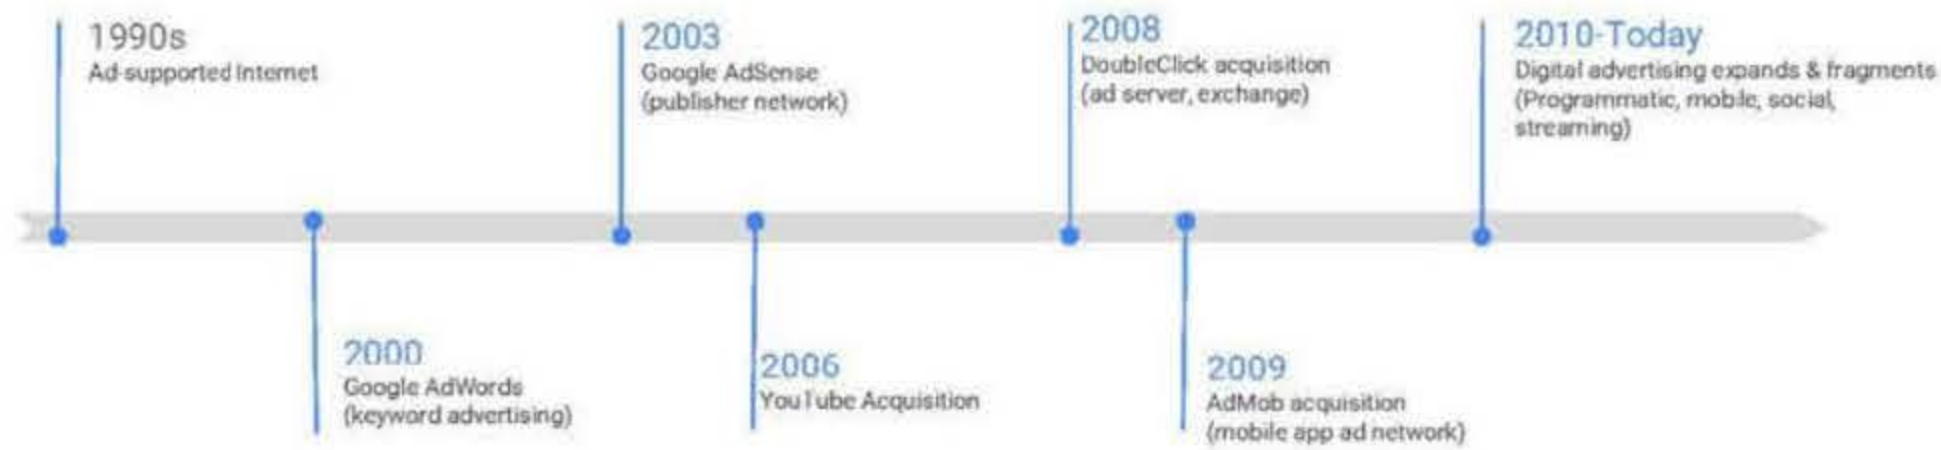 1990s
Ad-supported Internet
2000
Google AdWords
(keyword advertising)
2003
Google AdSense
(publisher network)
2006
YouTube Acquisition
2008
DoubleClick acquisition
(ad server, exchange)
2009
AdMob acquisition
(mobile app ad network)
2010-Today
Digital advertising expands & fragments
(Programmatic, mobile, social,
streaming)